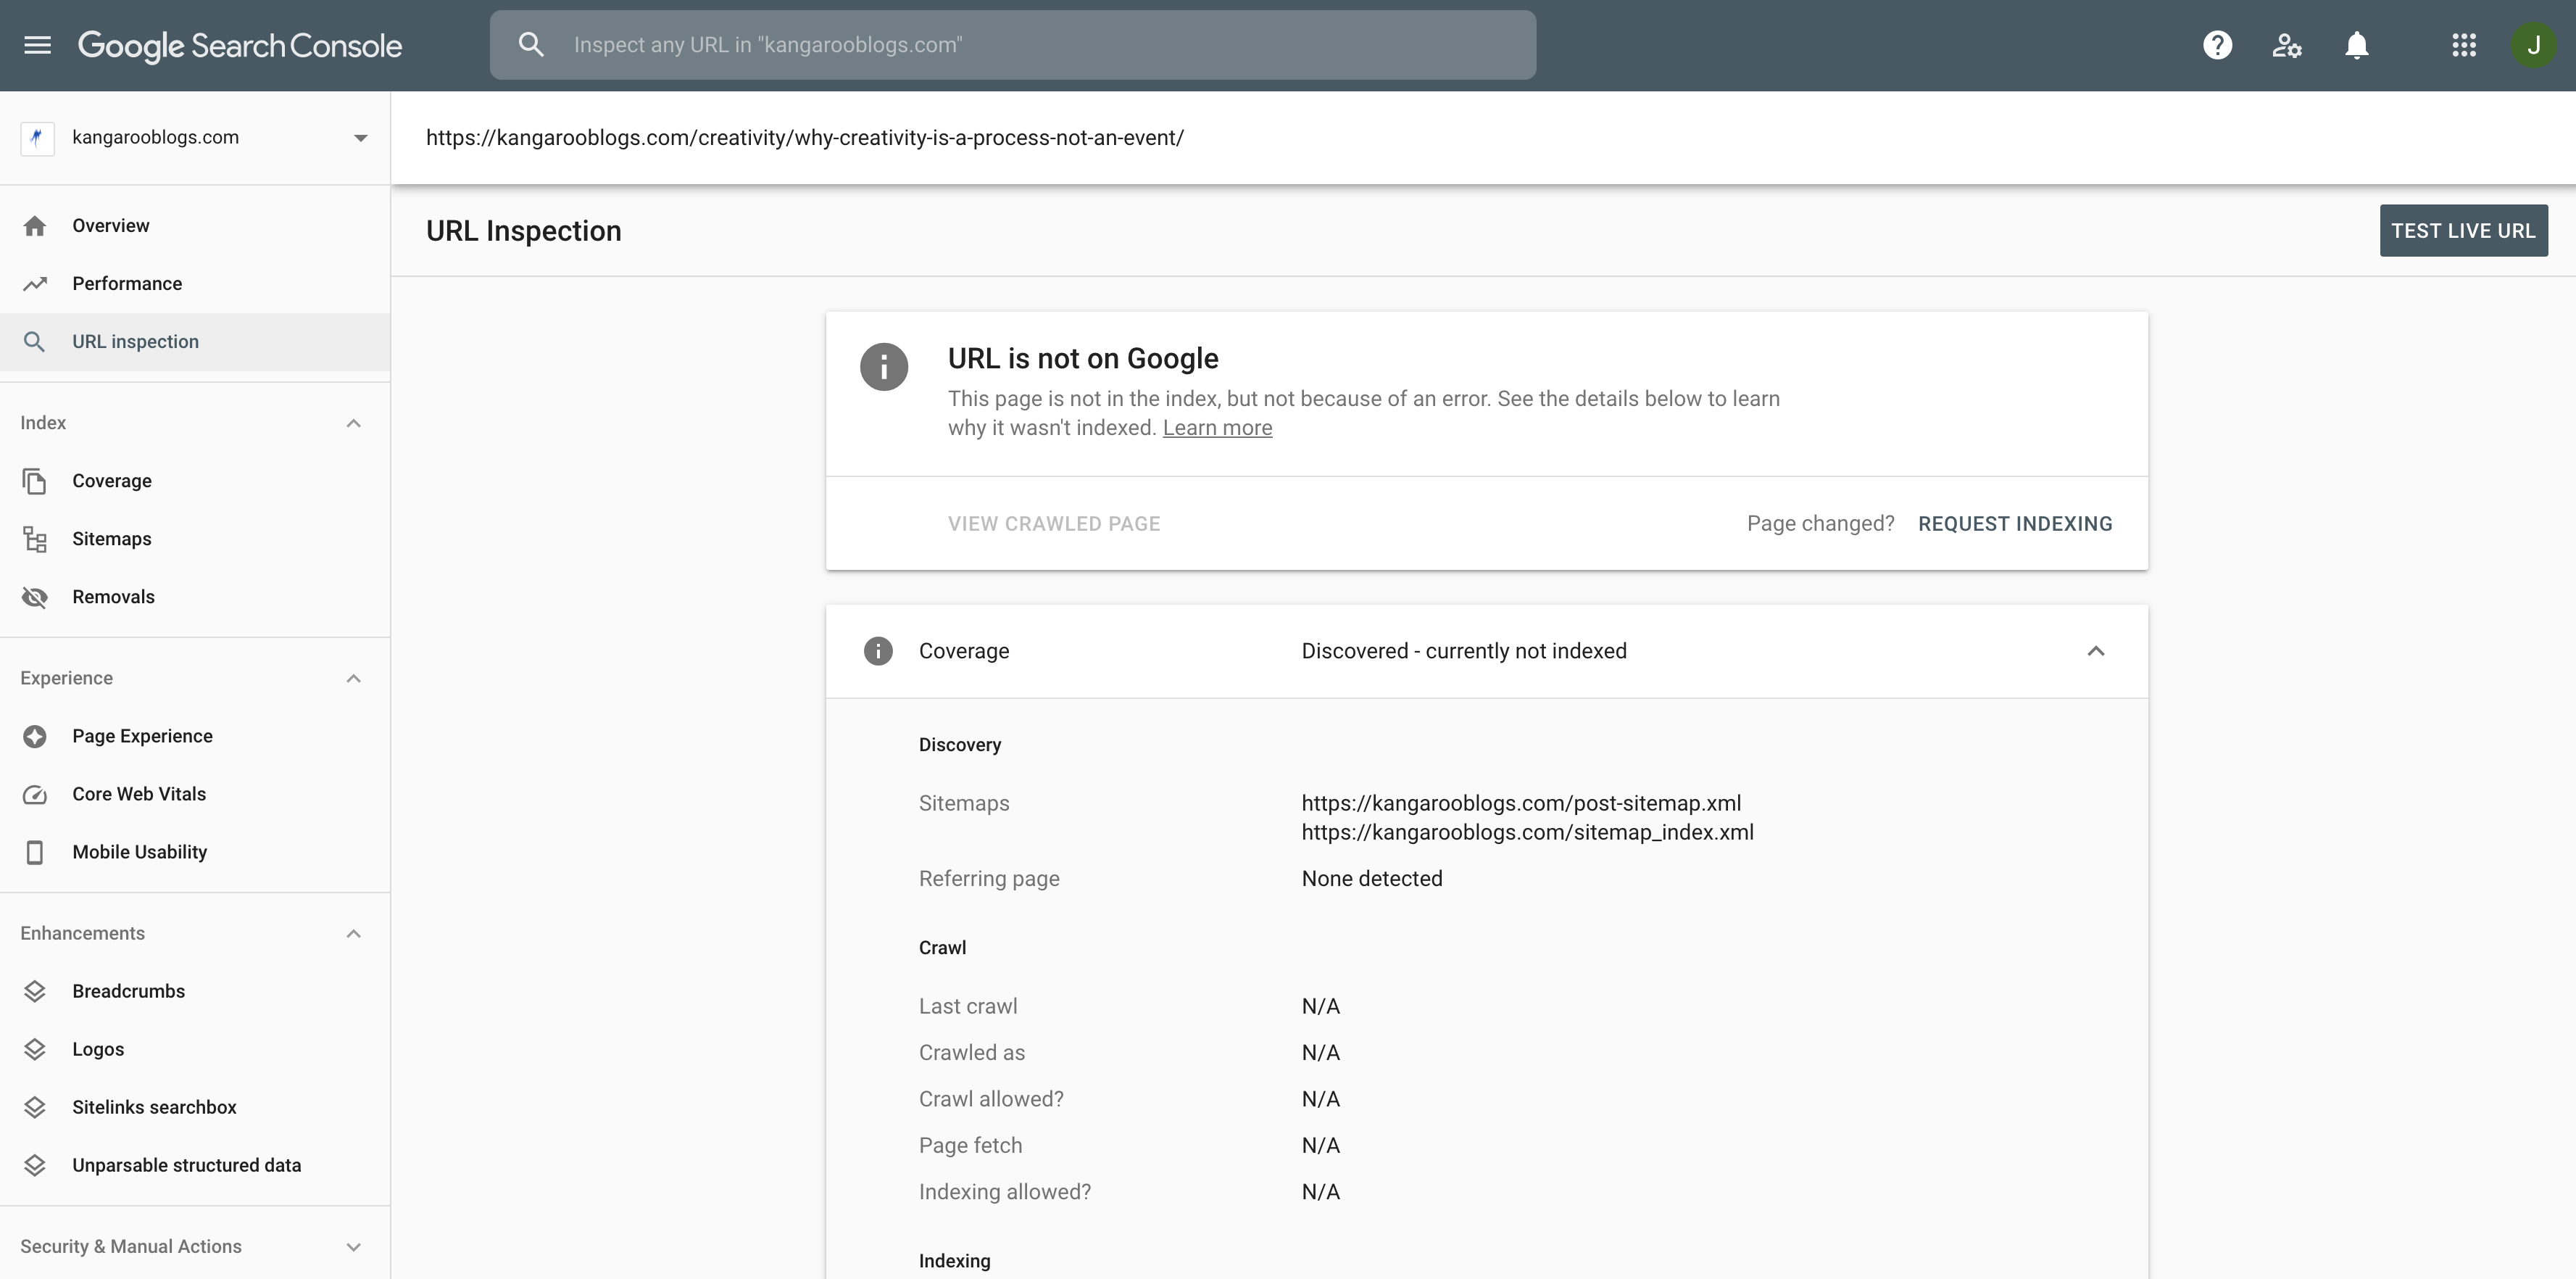 Google Search Console
Inspect any URL in "kangarooblogs.com"
J
kangarooblogs.com
https://kangarooblogs.com/creativity/why-creativity-is-a-process-not-an-event/
Overview
Performance
URL inspection
Index
Coverage
Sitemaps
Removals
Experience
Page Experience
Core Web Vitals
Mobile Usability
Enhancements
Breadcrumbs
Logos
Sitelinks searchbox
Unparsable structured data
Security & Manual Actions
URL Inspection
TEST LIVE URL
URL is not on Google
This page is not in the index, but not because of an error. See the details below to learn
why it wasn't indexed. Learn more
VIEW CRAWLED PAGE
Page changed? REQUEST INDEXING
Coverage
Discovered - currently not indexed
Discovery
Sitemaps
https://kangarooblogs.com/post-sitemap.xml
https://kangarooblogs.com/sitemap_index.xml
Referring page
None detected
Crawl
Last crawl
N/A
Crawled as
N/A
Crawl allowed?
N/A
Page fetch
N/A
Indexing allowed?
N/A
Indexing